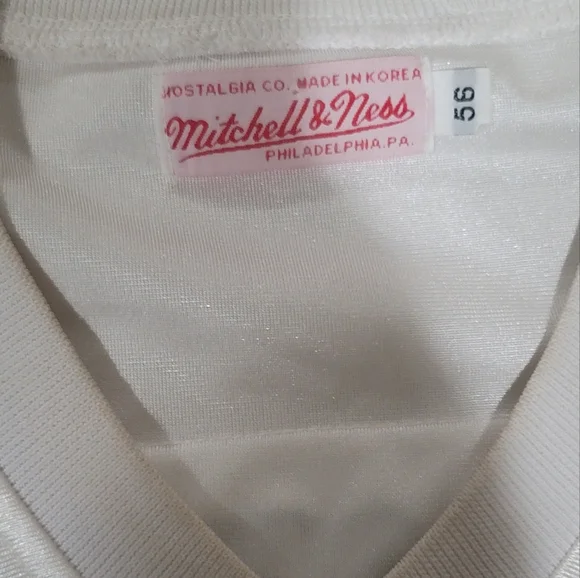 NOSTALGIA CO. MADE IN KOREA
Mitchell & Ness
PHILADELPHIA.PA.
56